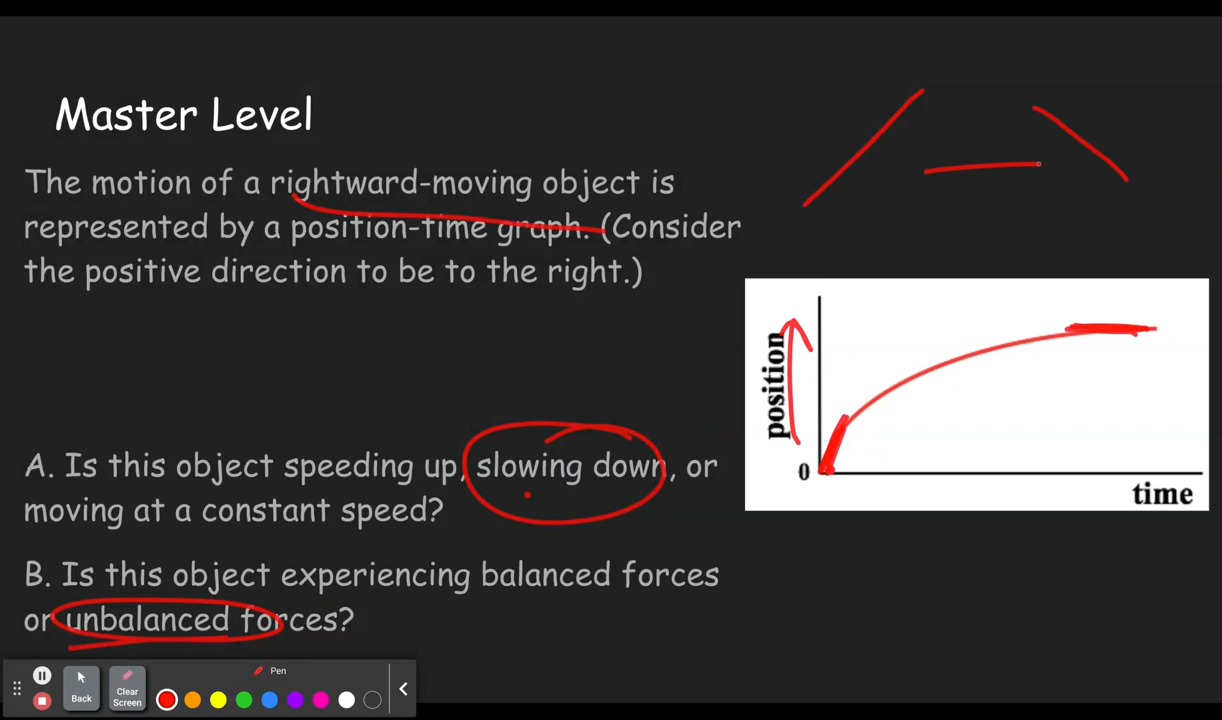 Master Level
The motion of a rightward-moving object is
represented by a position-time graph. (Consider
the positive direction to be to the right.)
A. Is this object speeding up, slowing down, or
moving at a constant speed?
B. Is this object experiencing balanced forces
or unbalanced forces?
position
0
time
Pen
Back
Clear
Screen